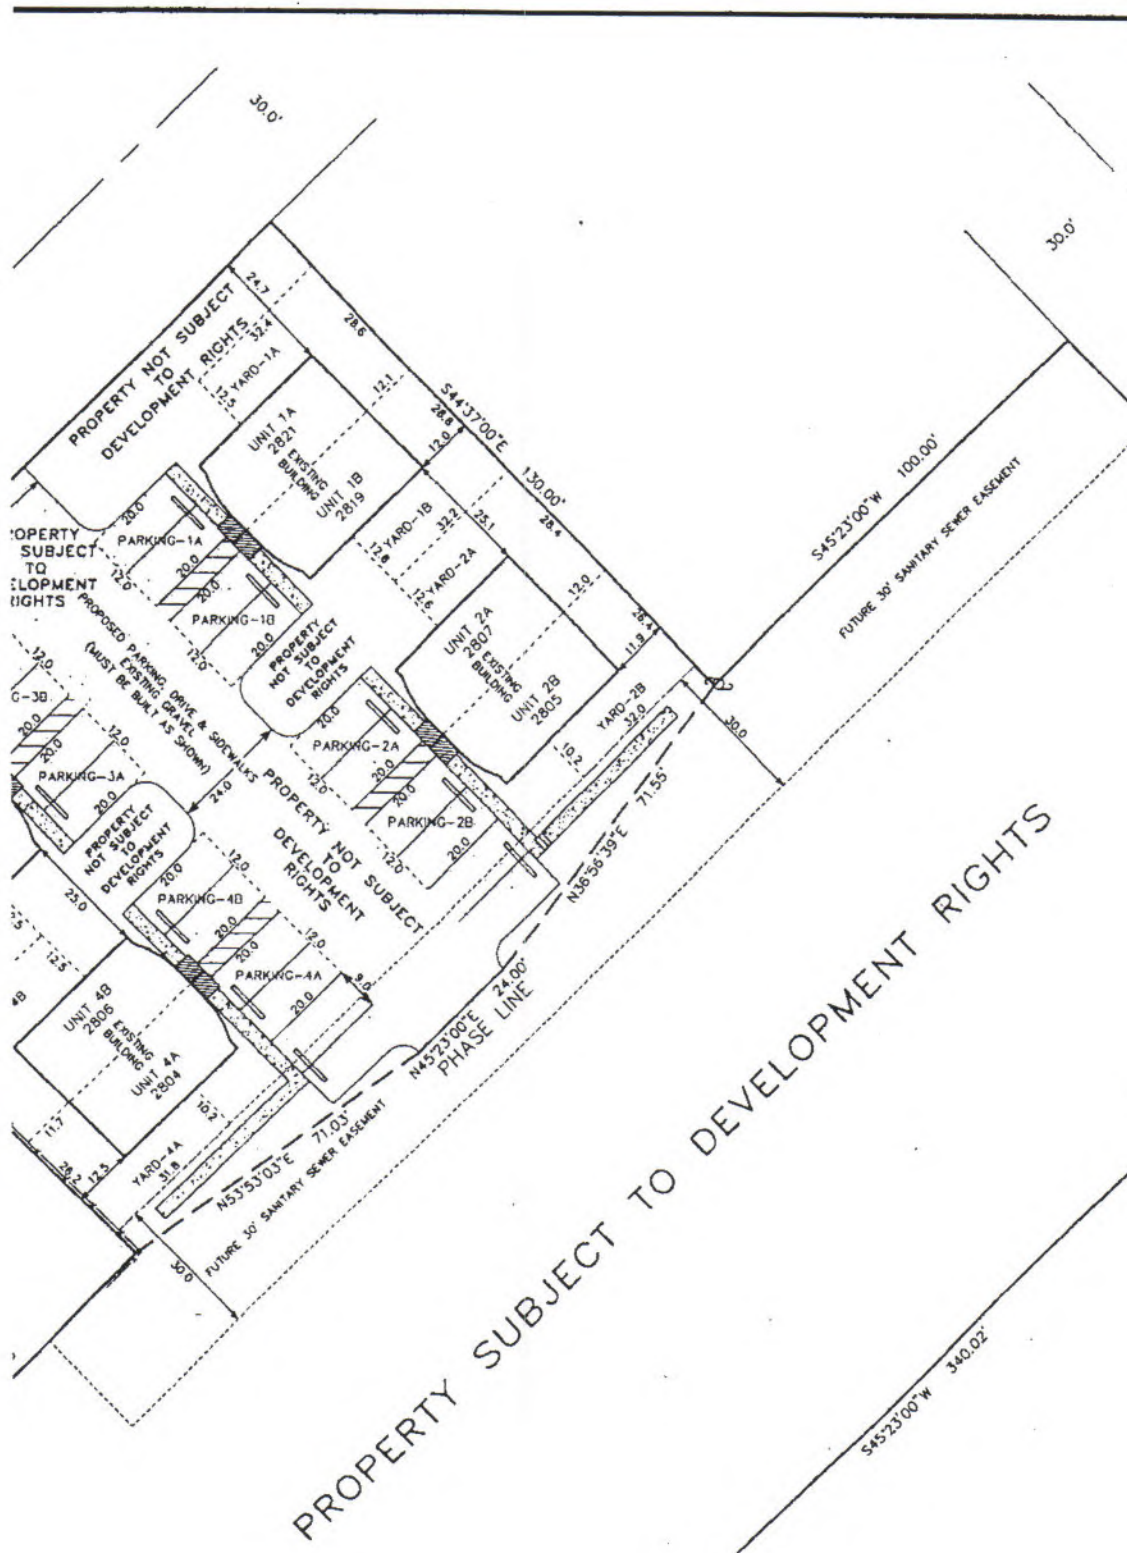 30.0'
30.0'
PROPERTY NOT SUBJECT
TO
DEVELOPMENT RIGHTS
24.7
32.4
YARD-1A
12.5
28.6
12.1
S44°37'00"E 130.00'
28.8
12.0
UNIT 1A
2821
EXISTING
BUILDING
UNIT 1B
2819
20.0
PARKING-1A
12.0
20.0
20.0
PARKING-1B
12.0
20.0
12.8
YARD-1B
32.2
25.1
YARD-2A
12.6
28.4
12.0
26.4
11.9
S45°23'00"W 100.00'
FUTURE 30' SANITARY SEWER EASEMENT
SUBJECT
TO
PROPOSED PARKING, DRIVE & SIDEWALKS
EXISTING GRAVEL
(MUST BE BUILT AS SHOWN)
PROPERTY
NOT SUBJECT
TO
DEVELOPMENT
RIGHTS
UNIT 2A
2807
EXISTING
BUILDING
UNIT 2B
2805
YARD-2B
32.0
10.2
30.0
20.0
PARKING-2A
12.0
20.0
20.0
PARKING-2B
12.0
20.0
12.0
G-3B
20.0
20.0
12.0
PARKING-3A
20.0
24.0
PROPERTY
NOT SUBJECT
TO
DEVELOPMENT
RIGHTS
PROPERTY NOT SUBJECT
TO
DEVELOPMENT
RIGHTS
20.0
12.0
PARKING-4B
20.0
20.0
12.0
PARKING-4A
20.0
9.0
25.0
12.5
4B
UNIT 4B
2806
EXISTING
BUILDING
UNIT 4A
2804
11.7
26.2
12.5
10.2
YARD-4A
31.8
N36°56'39"E 71.55'
N45°23'00"E 24.00'
PHASE LINE
N53°53'03"E 71.03'
FUTURE 30' SANITARY SEWER EASEMENT
30.0
PROPERTY SUBJECT TO DEVELOPMENT RIGHTS
S45°23'00"W 340.02'